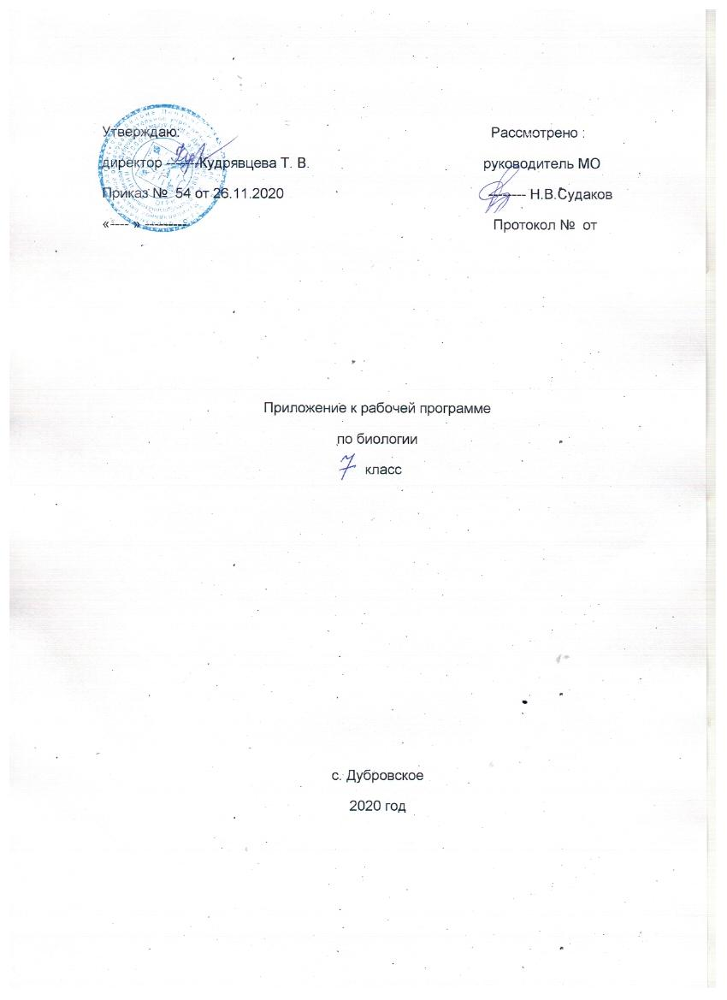 Утверждаю:
директор ------- Кудрявцева Т. В.
Приказ № 54 от 26.11.2020
«---- » ---------
Рассмотрено :
руководитель МО
-------- Н.В.Судаков
Протокол № от
Приложение к рабочей программе
по биологии
7 класс
с. Дубровское
2020 год